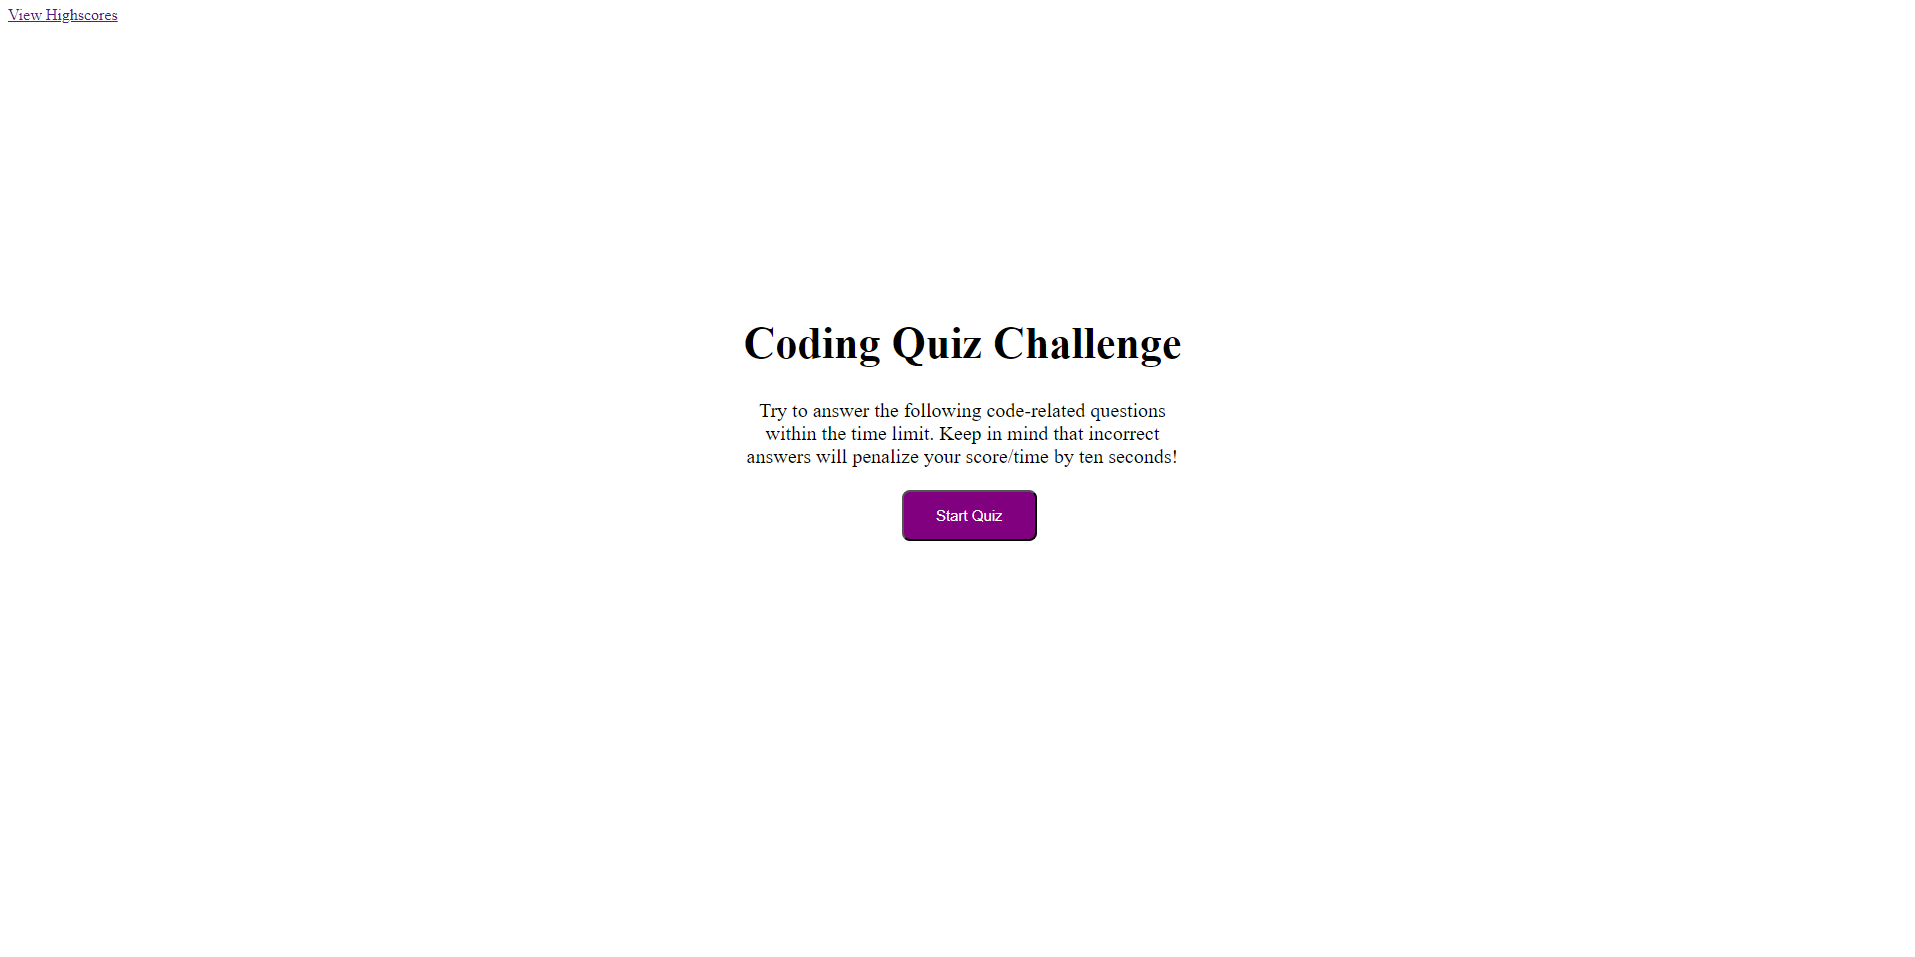 View Highscores
Coding Quiz Challenge
Try to answer the following code-related questions
within the time limit. Keep in mind that incorrect
answers will penalize your score/time by ten seconds!
Start Quiz